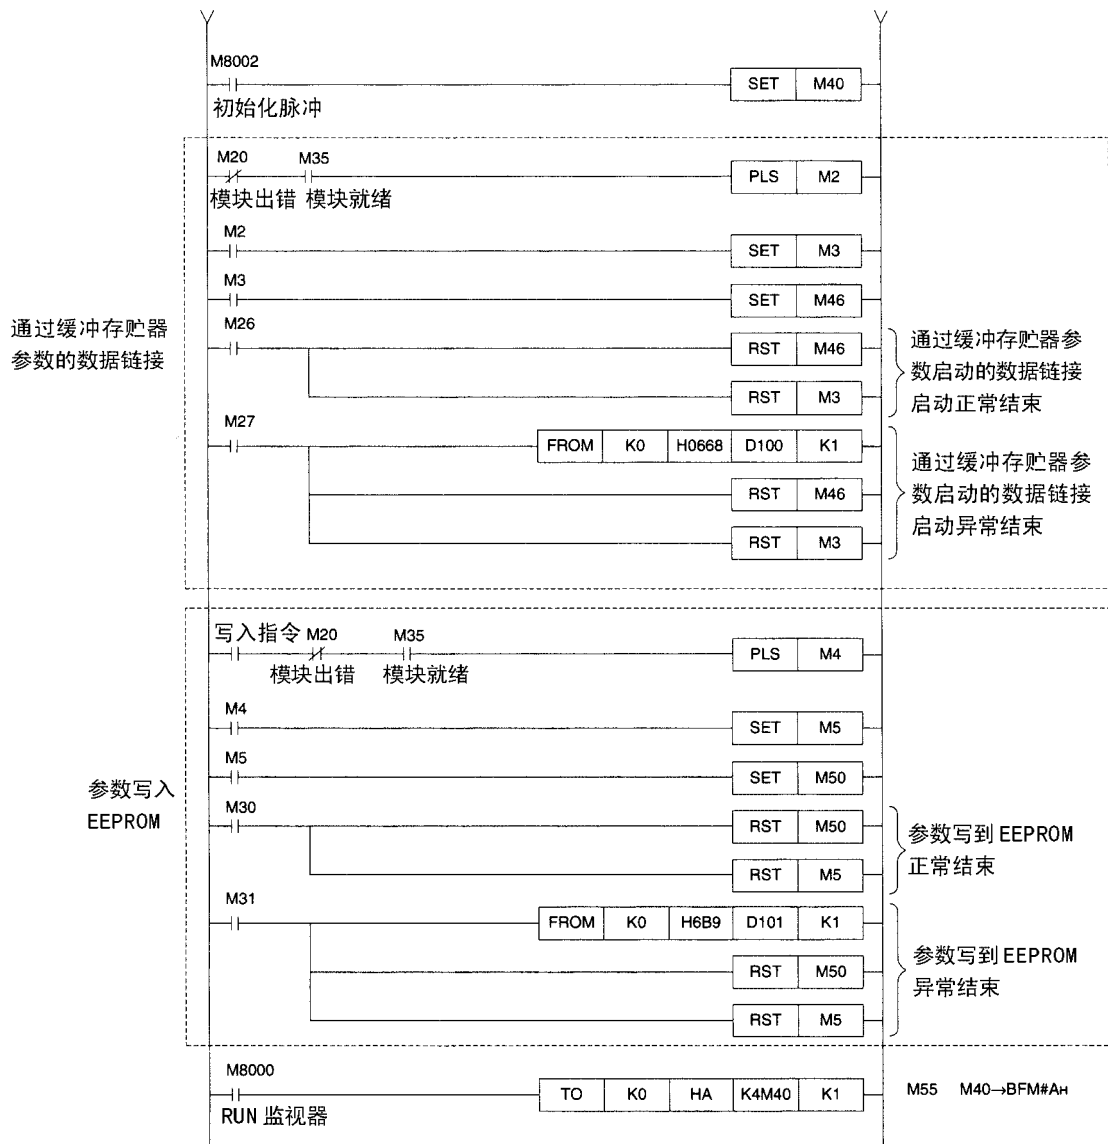 M8002
SET M40
初始化脉冲
M20 M35
PLS M2
模块出错 模块就绪
M2
SET M3
M3
SET M46
通过缓冲存贮器
参数的数据链接
M26
RST M46
RST M3
通过缓冲存贮器参
数启动的数据链接
启动正常结束
M27
FROM K0 H0668 D100 K1
RST M46
RST M3
通过缓冲存贮器参
数启动的数据链接
启动异常结束
写入指令 M20 M35
PLS M4
模块出错 模块就绪
M4
SET M5
M5
SET M50
参数写入
EEPROM
M30
RST M50
RST M5
参数写到 EEPROM
正常结束
M31
FROM K0 H6B9 D101 K1
RST M50
RST M5
参数写到 EEPROM
异常结束
M8000
TO K0 HA K4M40 K1
M55 M40→BFM#AH
RUN 监视器